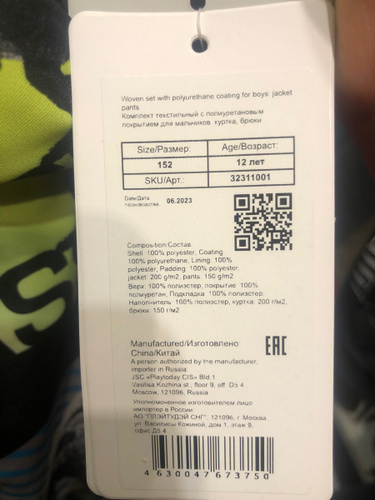 Woven set with polyurethane coating for boys: jacket
pants
Комплект текстильный с полиуретановым
покрытием для мальчиков: куртка, брюки
Size/Размер: Age/Возраст:
152 12 лет
SKU/Арт.: 32311001
Date/Дата
производства: 06.2023
Composition/Состав:
Shell: 100% polyester, Coating
100% polyurethane, Lining: 100%
polyester, Padding: 100% polyester,
jacket: 200 g/m2, pants: 150 g/m2
Верх: 100% полиэстер; покрытие: 100%
полиуретан, Подкладка: 100% полиэстер
Наполнитель: 100% полиэстер, куртка: 200 г/м2,
брюки: 150 г/м2
Manufactured/Изготовлено:
China/Китай
EAC
A person authorized by the manufacturer,
importer in Russia:
JSC «Playtoday CIS» Bld.1
Vasilisa Kozhina st., floor 9, off. D5.4
Moscow, 121096, Russia
Уполномоченное изготовителем лицо
импортер в России
АО "ПЛЭЙТУДЭЙ СНГ": 121096, г. Москва
ул. Василисы Кожиной, дом 1, этаж 9,
офис Д5.4
4630047673750